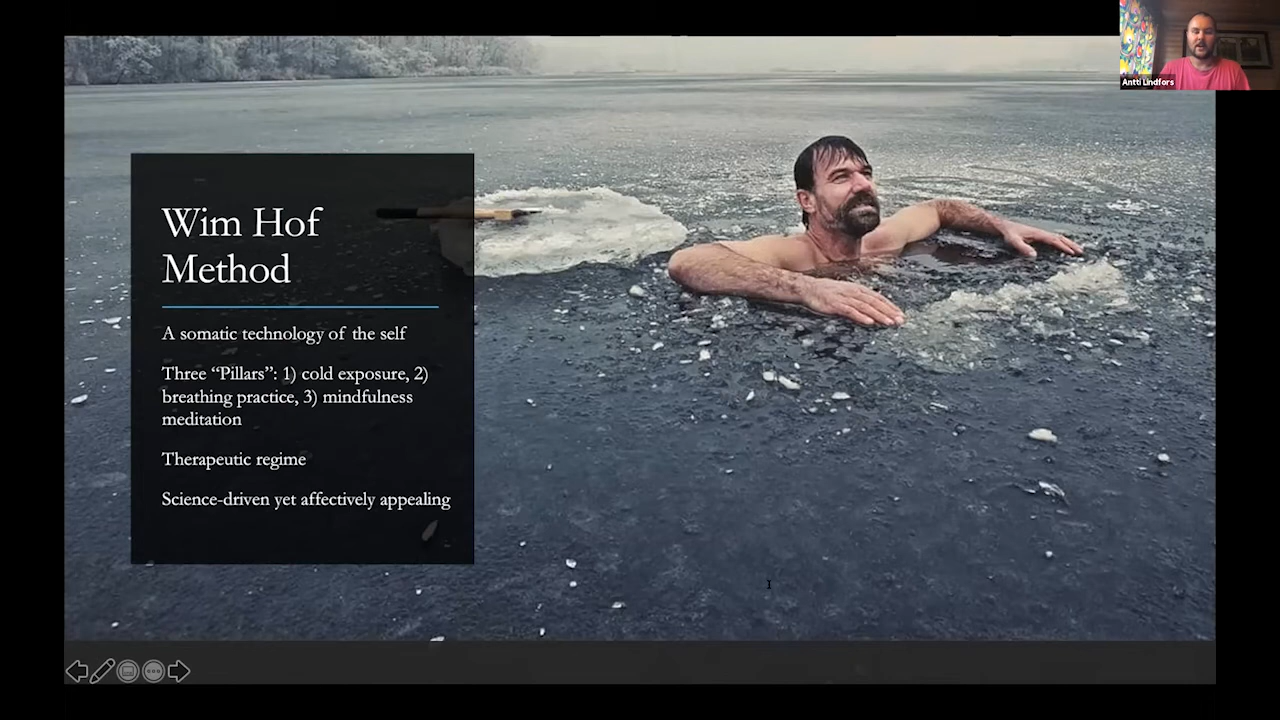 Antti Lindfors
Wim Hof
Method
A somatic technology of the self
Three “Pillars”: 1) cold exposure, 2)
breathing practice, 3) mindfulness
meditation
Therapeutic regime
Science-driven yet affectively appealing